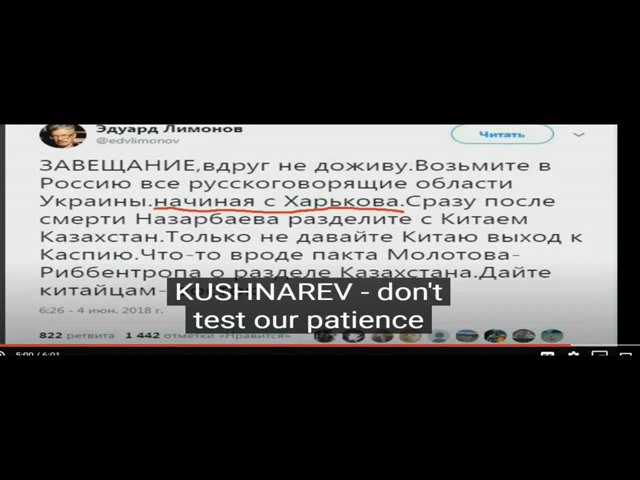 Эдуард Лимонов
@edvlimonov
Читать
ЗАВЕЩАНИЕ,вдруг не доживу.Возьмите в
Россию все русскоговорящие области
Украины.начиная с Харькова.Сразу после
смерти Назарбаева разделите с Китаем
Казахстан.Только не давайте Китаю выход к
Каспию.Что-то вроде пакта Молотова-
Риббентропа о разделе Казахстана.Дайте
китайцам-
KUSHNAREV - don't
test our patience
6:26 - 4 июн. 2018 г.
822 ретвита 1 442 отметки «Нравится»
5:00 / 6:01